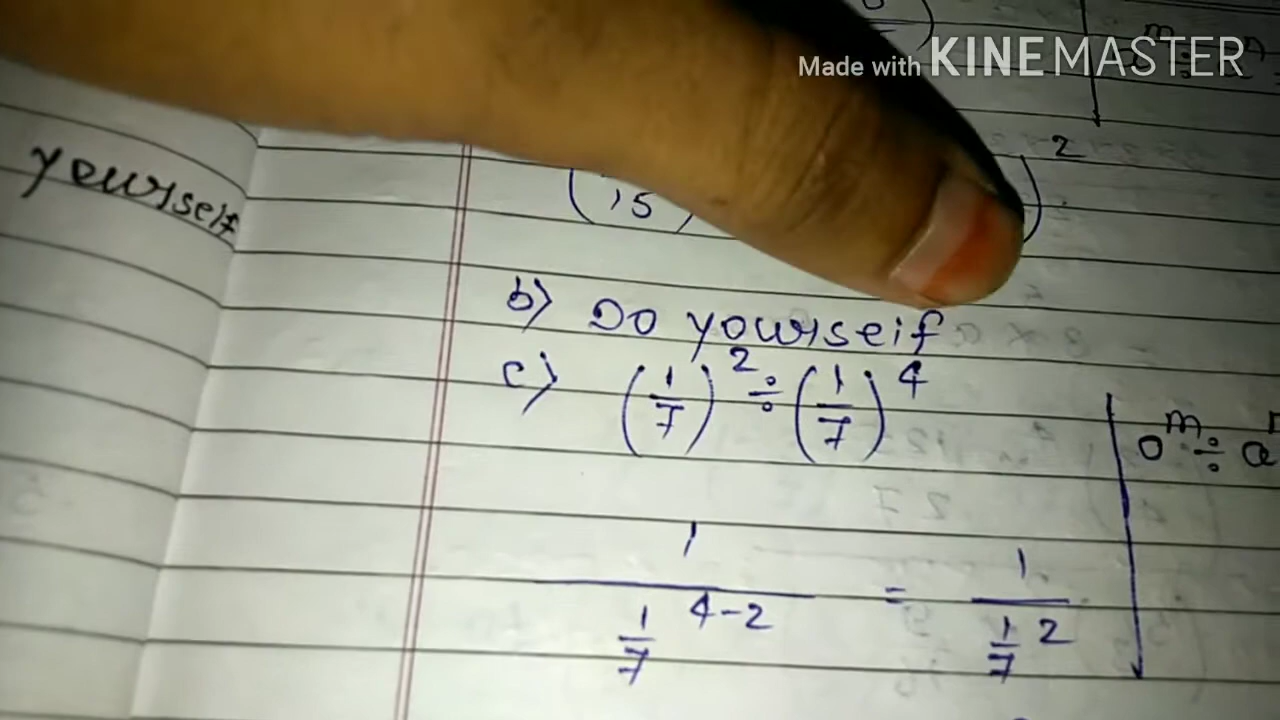 Made with KINEMASTER
yourself
(15) )²
b) Do yourself
c) (1/7)² ÷ (1/7)⁴
o^m ÷ a
1 / (1/7 ^4-2) = 1 / (1/7 ^2)